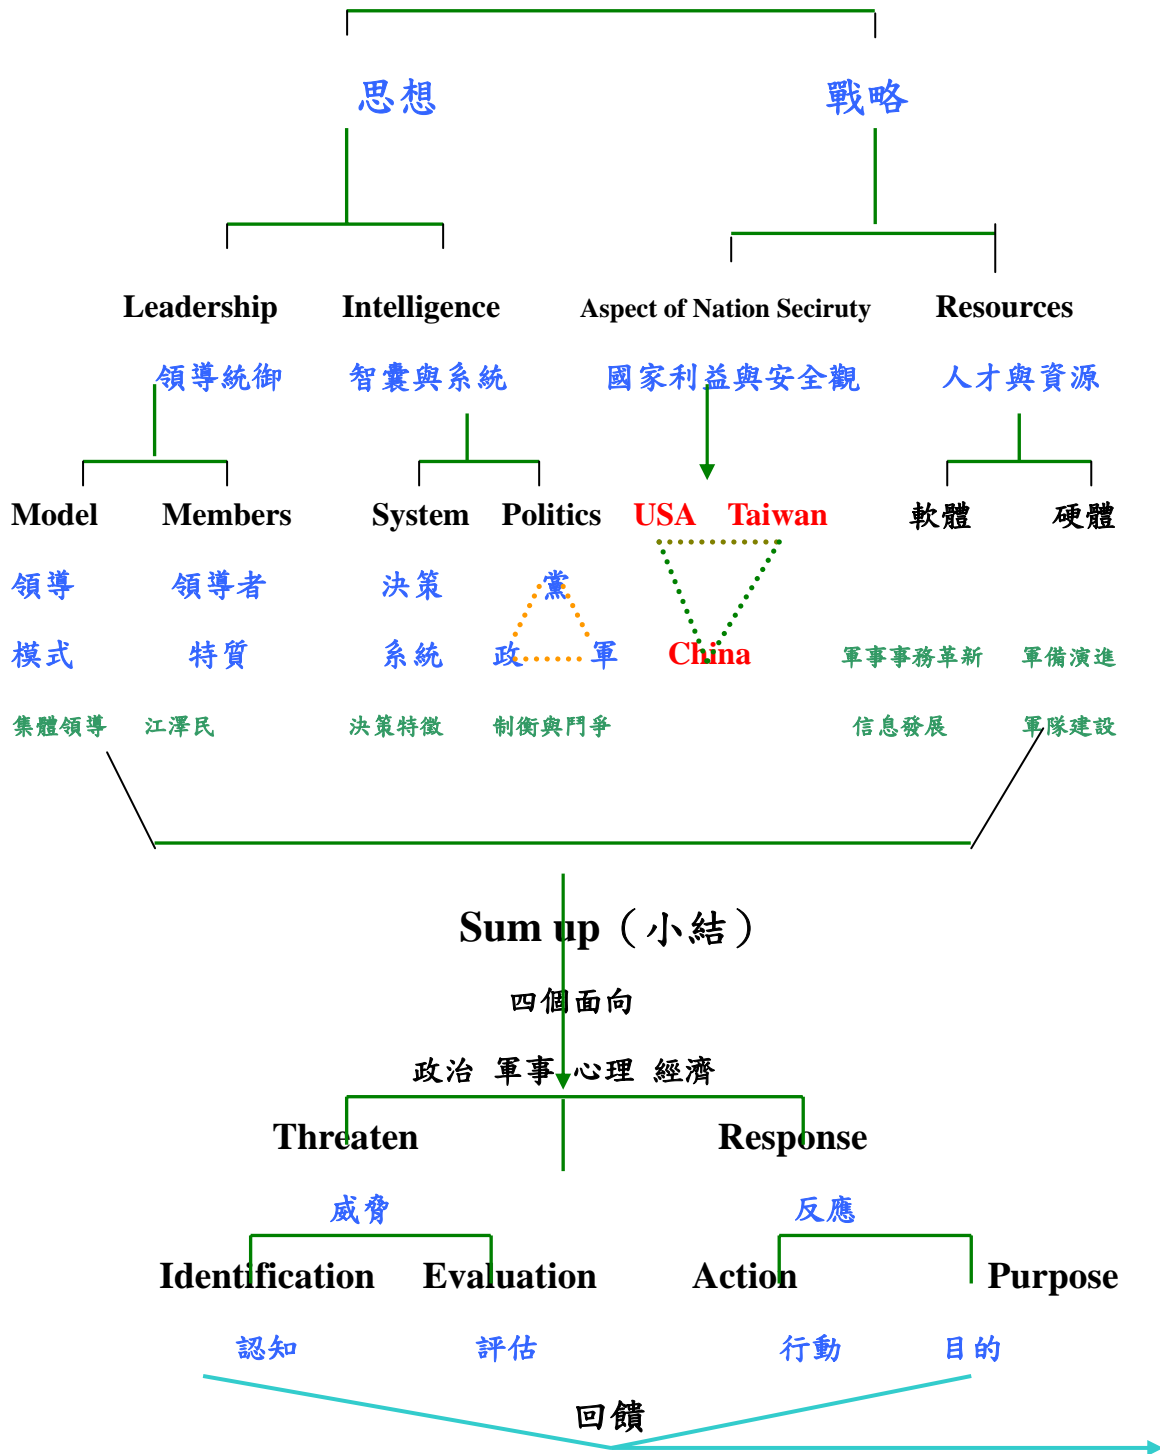 思想 戰略
Leadership Intelligence Aspect of Nation Seciruty Resources
領導統御 智囊與系統 國家利益與安全觀 人才與資源
Model Members System Politics USA Taiwan 軟體 硬體
領導 領導者 決策 黨
模式 特質 系統 政 軍 China 軍事事務革新 軍備演進
集體領導 江澤民 決策特徵 制衡與鬥爭 信息發展 軍隊建設
Sum up（小結）
四個面向
政治 軍事 心理 經濟
Threaten Response
威脅 反應
Identification Evaluation Action Purpose
認知 評估 行動 目的
回饋